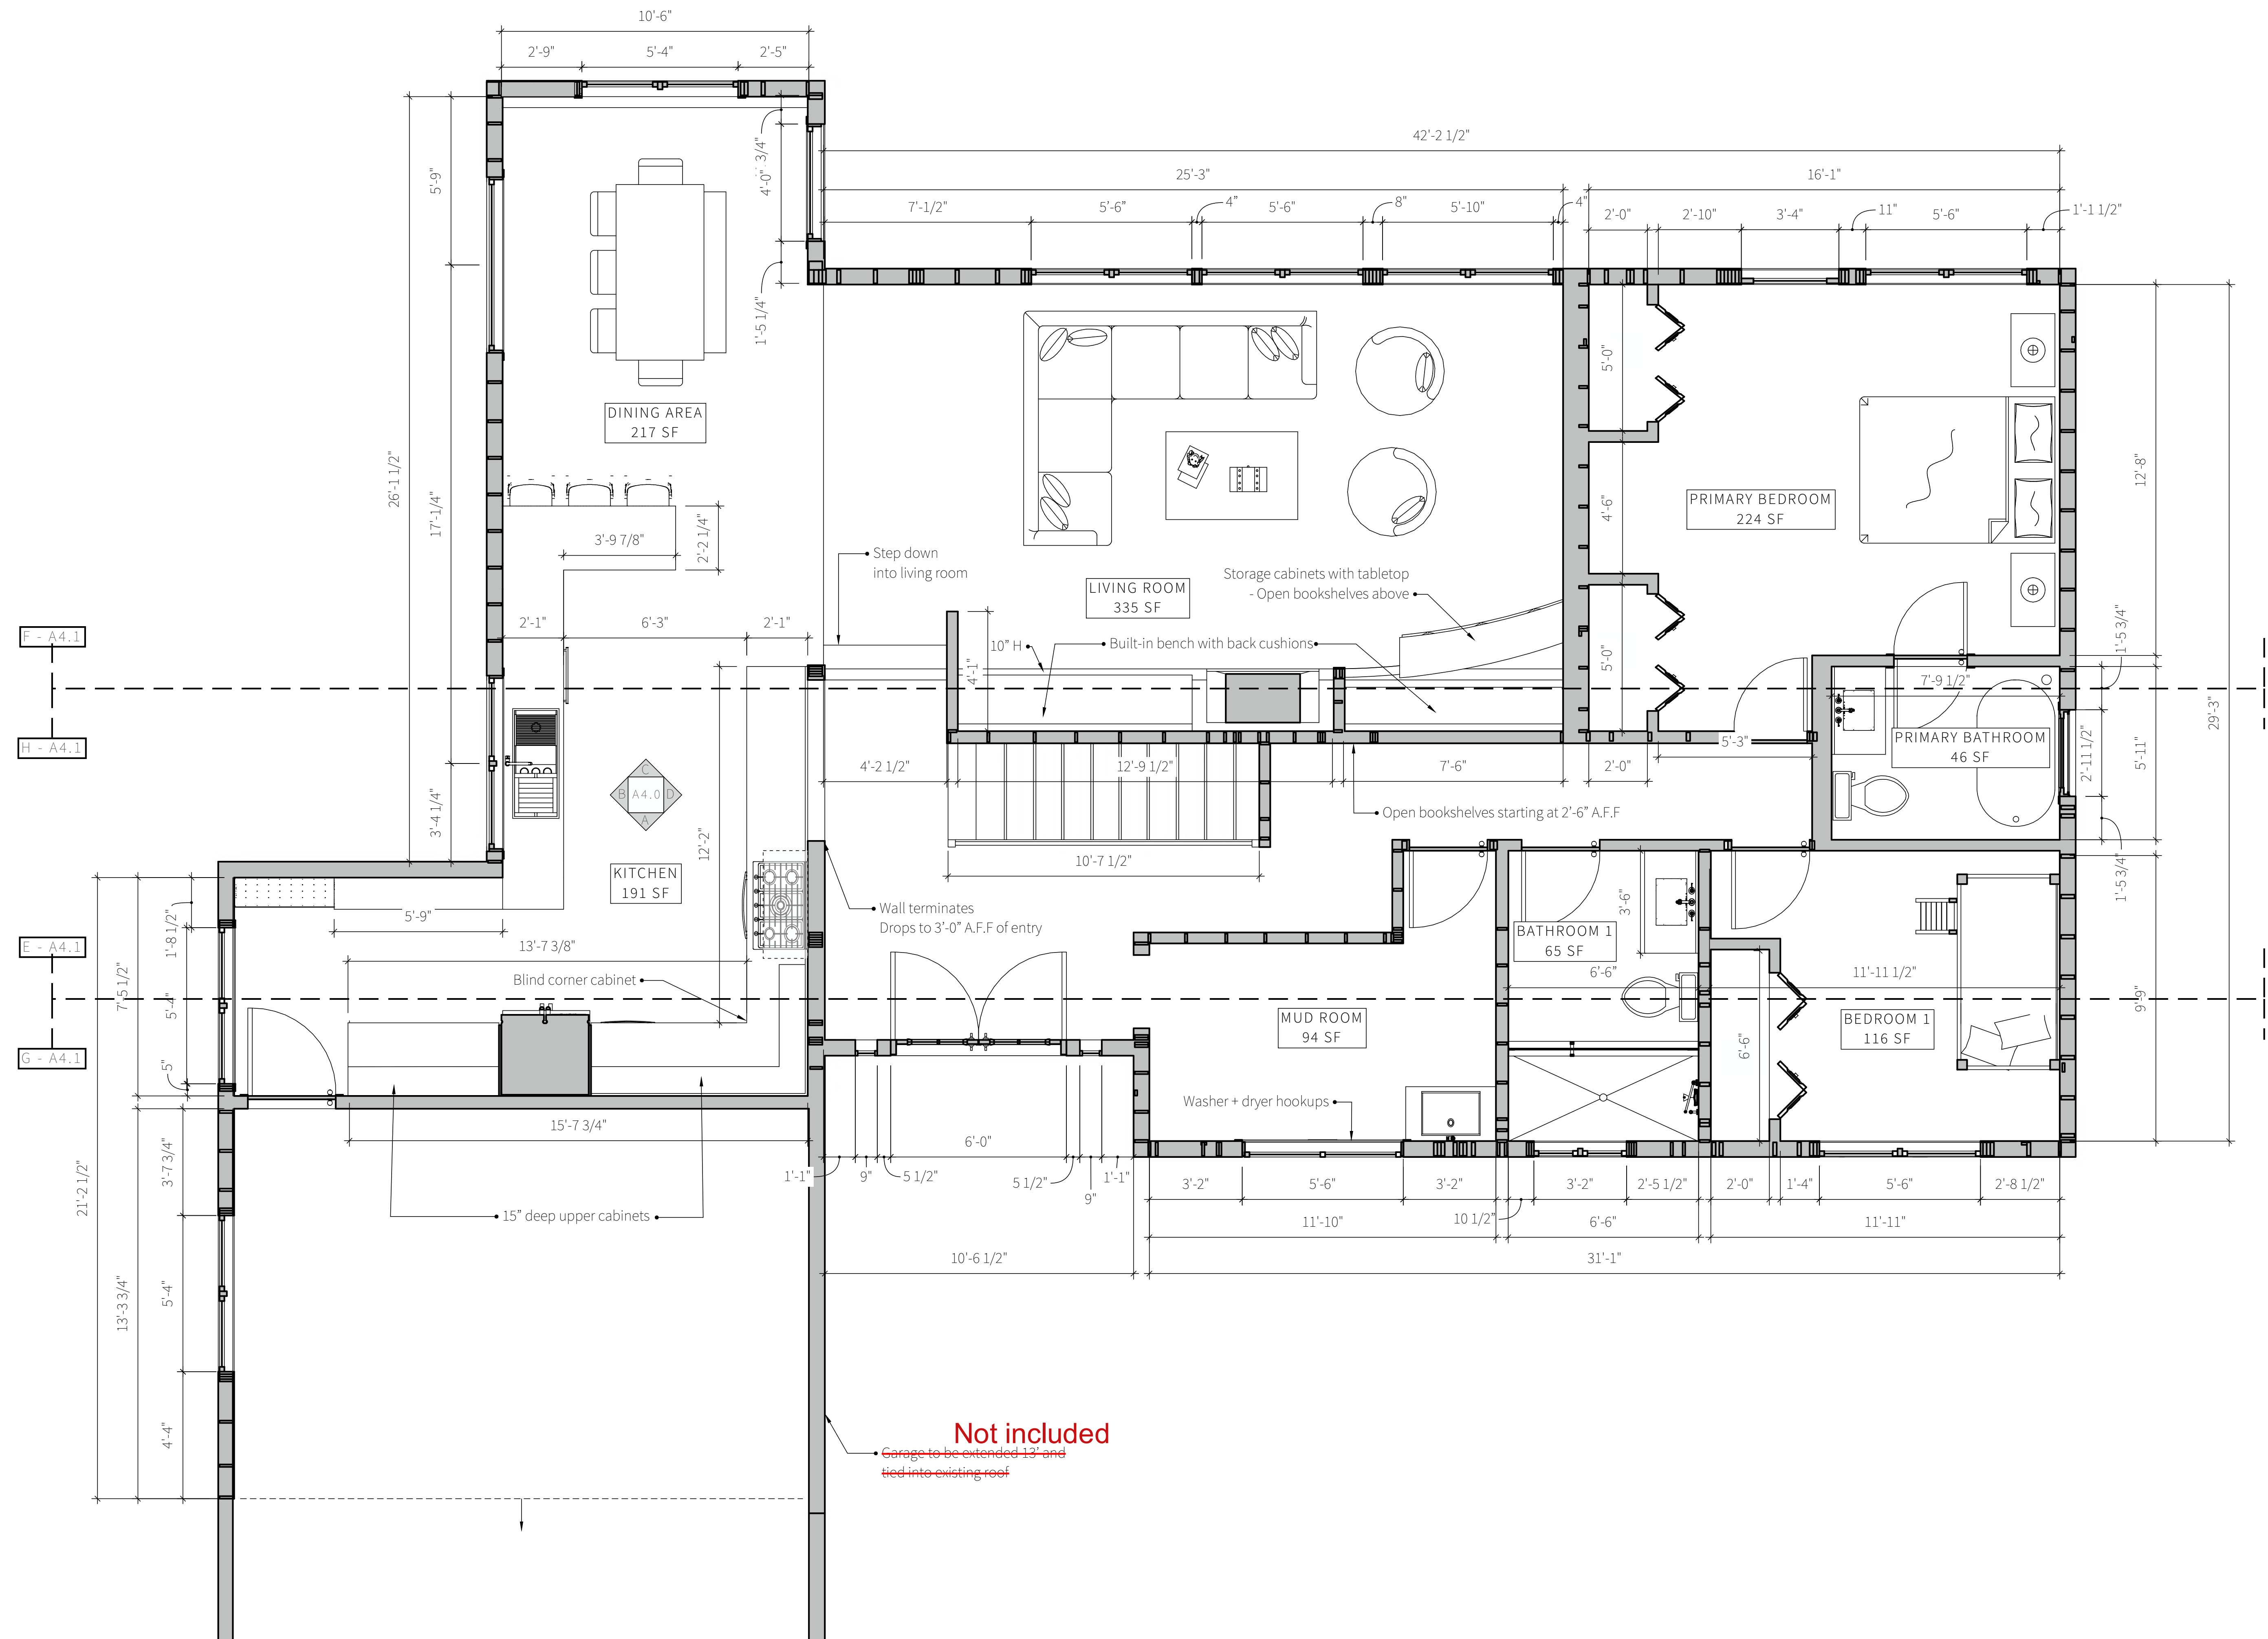 10'-6"
2'-9"
5'-4"
2'-5"
42'-2 1/2"
3/4"
4'-0"
5'-9"
25'-3"
16'-1"
7'-1/2"
5'-6”
4”
5'-6"
8"
5'-10"
4"
2'-0"
2'-10"
3'-4"
11"
5'-6"
1'-1 1/2"
1'-5 1/4"
5'-0"
DINING AREA
217 SF
26'-1 1/2"
17'-1/4"
12'-8"
4'-6"
PRIMARY BEDROOM
224 SF
3'-9 7/8"
2'-2 1/4"
Step down
into living room
Storage cabinets with tabletop
- Open bookshelves above
LIVING ROOM
335 SF
2'-1"
6'-3"
2'-1"
10” H
Built-in bench with back cushions
4'-1"
5'-0"
1'-5 3/4"
F - A4.1
7'-9 1/2"
29'-3"
H - A4.1
PRIMARY BATHROOM
46 SF
5'-3"
2'-11 1/2"
5'-11"
4'-2 1/2"
12'-9 1/2"
7'-6"
2'-0"
C
B
A4.0
D
A
3'-4 1/4"
12'-2"
Open bookshelves starting at 2'-6” A.F.F
10'-7 1/2"
KITCHEN
191 SF
1'-5 3/4"
5'-9"
3'-6"
Wall terminates
Drops to 3'-0” A.F.F of entry
1'-8 1/2"
E - A4.1
13'-7 3/8"
BATHROOM 1
65 SF
Blind corner cabinet
6'-6”
11'-11 1/2"
7'-5 1/2"
5'-4"
9'-9"
MUD ROOM
94 SF
BEDROOM 1
116 SF
6'-6"
G - A4.1
5"
Washer + dryer hookups
15'-7 3/4"
6'-0"
3'-7 3/4"
21'-2 1/2"
1'-1"
9"
5 1/2"
5 1/2"
9"
1'-1"
3'-2"
5'-6"
3'-2"
10 1/2"
3'-2"
2'-5 1/2"
2'-0"
1'-4"
5'-6"
2'-8 1/2"
15” deep upper cabinets
11'-10"
6'-6"
11'-11"
10'-6 1/2"
31'-1"
5'-4"
13'-3 3/4"
4'-4"
Not included
Garage to be extended 13’ and
tied into existing roof